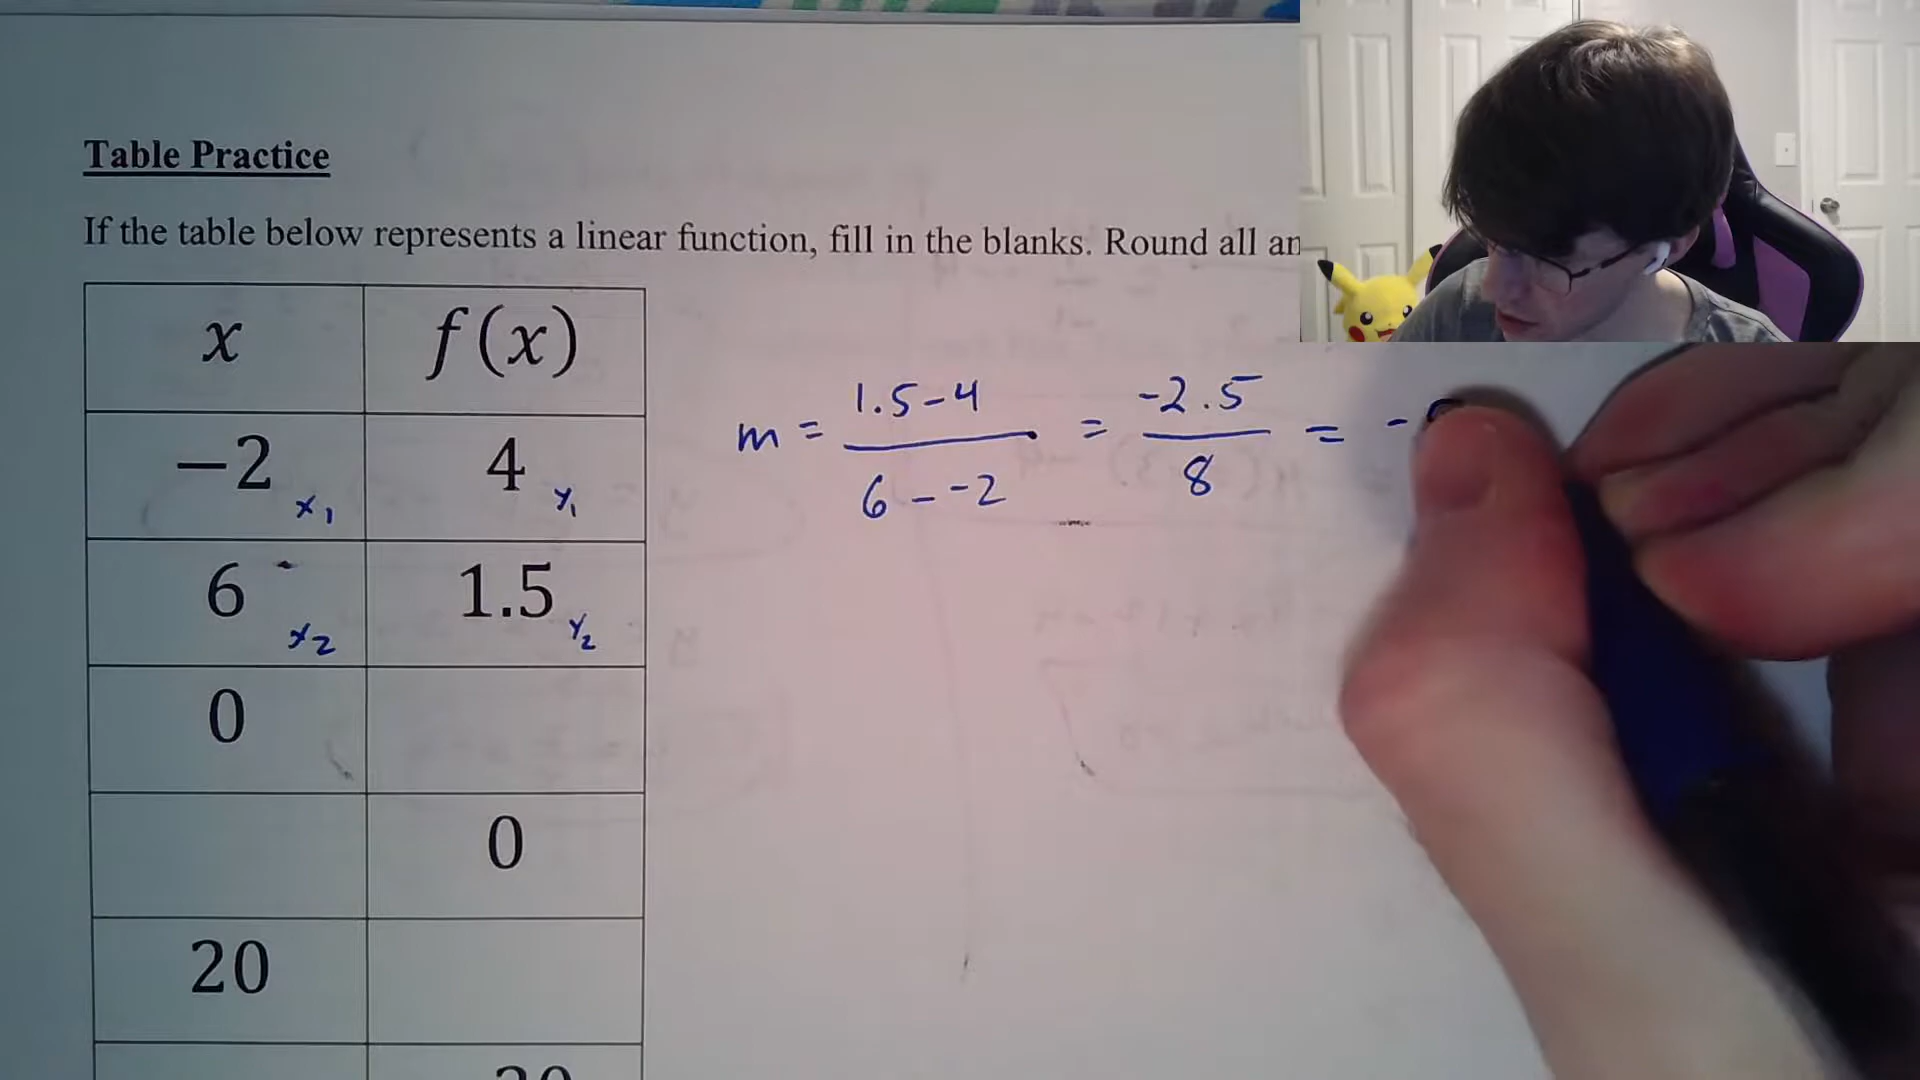 Table Practice
If the table below represents a linear function, fill in the blanks. Round all
x f(x)
−2 x₁ 4 y₁
6 x₂ 1.5 y₂
0
0
20
m = 1.5-4 / 6--2 = -2.5 / 8 = -